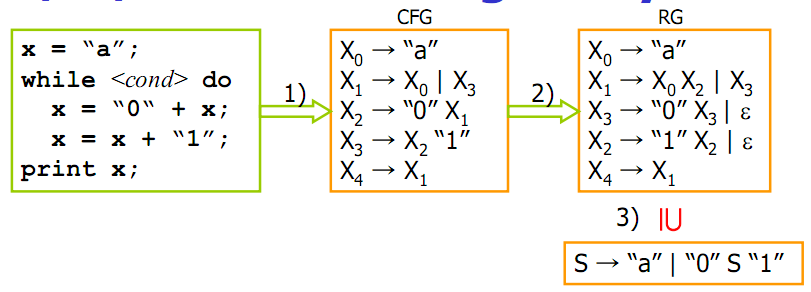 CFG
RG
x = “a”;
while <cond> do
x = “0“ + x;
x = x + “1”;
print x;
1)
X₀ → “a”
X₁ → X₀ | X₃
X₂ → “0” X₁
X₃ → X₂ “1”
X₄ → X₁
2)
X₀ → “a”
X₁ → X₀ X₂ | X₃
X₃ → “0” X₃ | ε
X₂ → “1” X₂ | ε
X₄ → X₁
3) ⊆
S → “a” | “0” S “1”